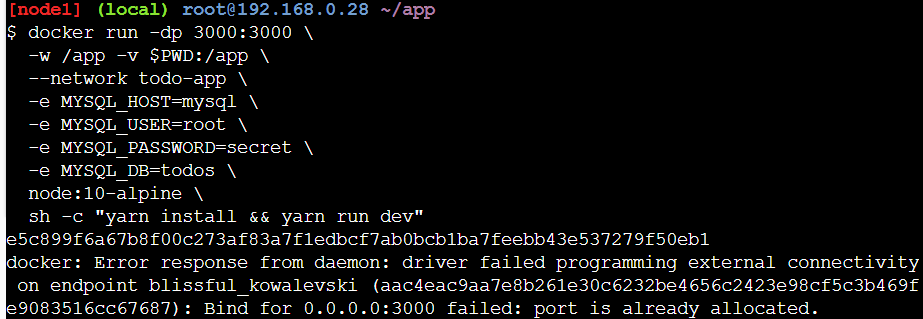 [node1] (local) root@192.168.0.28 ~/app
$ docker run -dp 3000:3000 \
  -w /app -v $PWD:/app \
  --network todo-app \
  -e MYSQL_HOST=mysql \
  -e MYSQL_USER=root \
  -e MYSQL_PASSWORD=secret \
  -e MYSQL_DB=todos \
  node:10-alpine \
  sh -c "yarn install && yarn run dev"
e5c899f6a67b8f00c273af83a7f1edbcf7ab0bcb1ba7feebb43e537279f50eb1
docker: Error response from daemon: driver failed programming external connectivity
 on endpoint blissful_kowalevski (aac4eac9aa7e8b261e30c6232be4656c2423e98cf5c3b469f
e9083516cc67687): Bind for 0.0.0.0:3000 failed: port is already allocated.